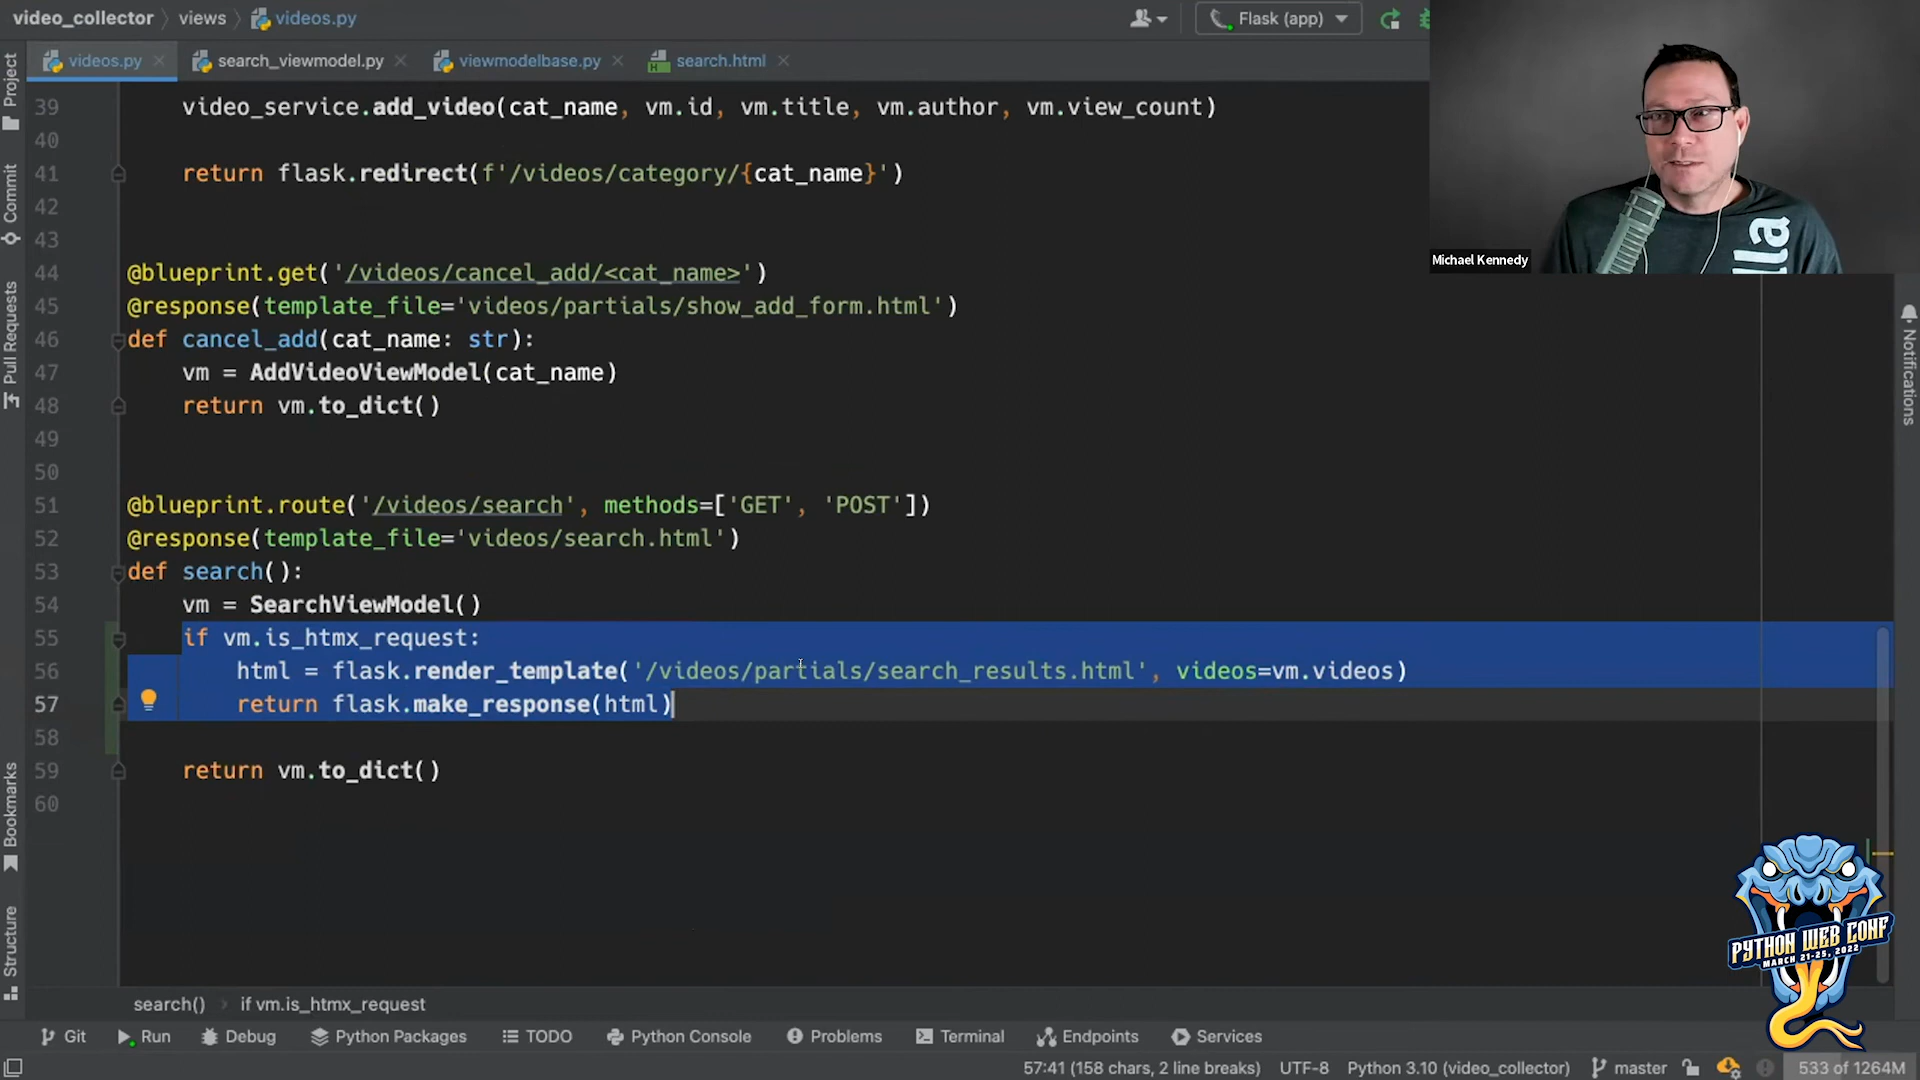 video_collector views videos.py
Flask (app)
videos.py search_viewmodel.py viewmodelbase.py search.html
Project
Commit
Pull Requests
Bookmarks
Structure
Notifications
39 video_service.add_video(cat_name, vm.id, vm.title, vm.author, vm.view_count)
40
41 return flask.redirect(f'/videos/category/{cat_name}')
42
43
44 @blueprint.get('/videos/cancel_add/<cat_name>')
45 @response(template_file='videos/partials/show_add_form.html')
46 def cancel_add(cat_name: str):
47 vm = AddVideoViewModel(cat_name)
48 return vm.to_dict()
49
50
51 @blueprint.route('/videos/search', methods=['GET', 'POST'])
52 @response(template_file='videos/search.html')
53 def search():
54 vm = SearchViewModel()
55 if vm.is_htmx_request:
56 html = flask.render_template('/videos/partials/search_results.html', videos=vm.videos)
57 return flask.make_response(html)
58
59 return vm.to_dict()
60
lla
Michael Kennedy
PYTHON WEB CONF
MARCH 21-25, 2022
search() if vm.is_htmx_request
Git Run Debug Python Packages TODO Python Console Problems Terminal Endpoints Services
57:41 (158 chars, 2 line breaks) UTF-8 Python 3.10 (video_collector) master 533 of 1264M